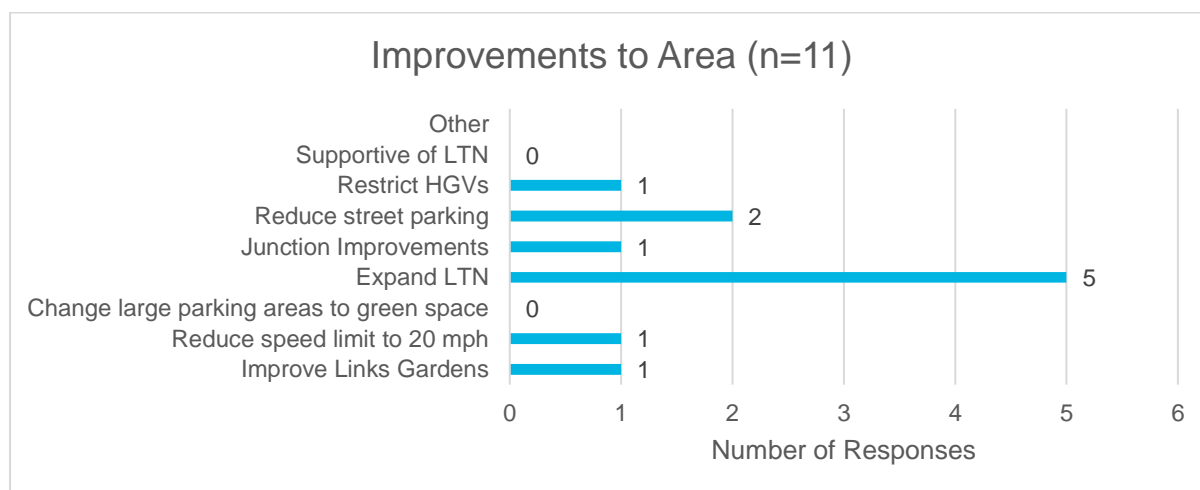 Improvements to Area (n=11)
Other
Supportive of LTN 0
Restrict HGVs 1
Reduce street parking 2
Junction Improvements 1
Expand LTN 5
Change large parking areas to green space 0
Reduce speed limit to 20 mph 1
Improve Links Gardens 1
0 1 2 3 4 5 6
Number of Responses